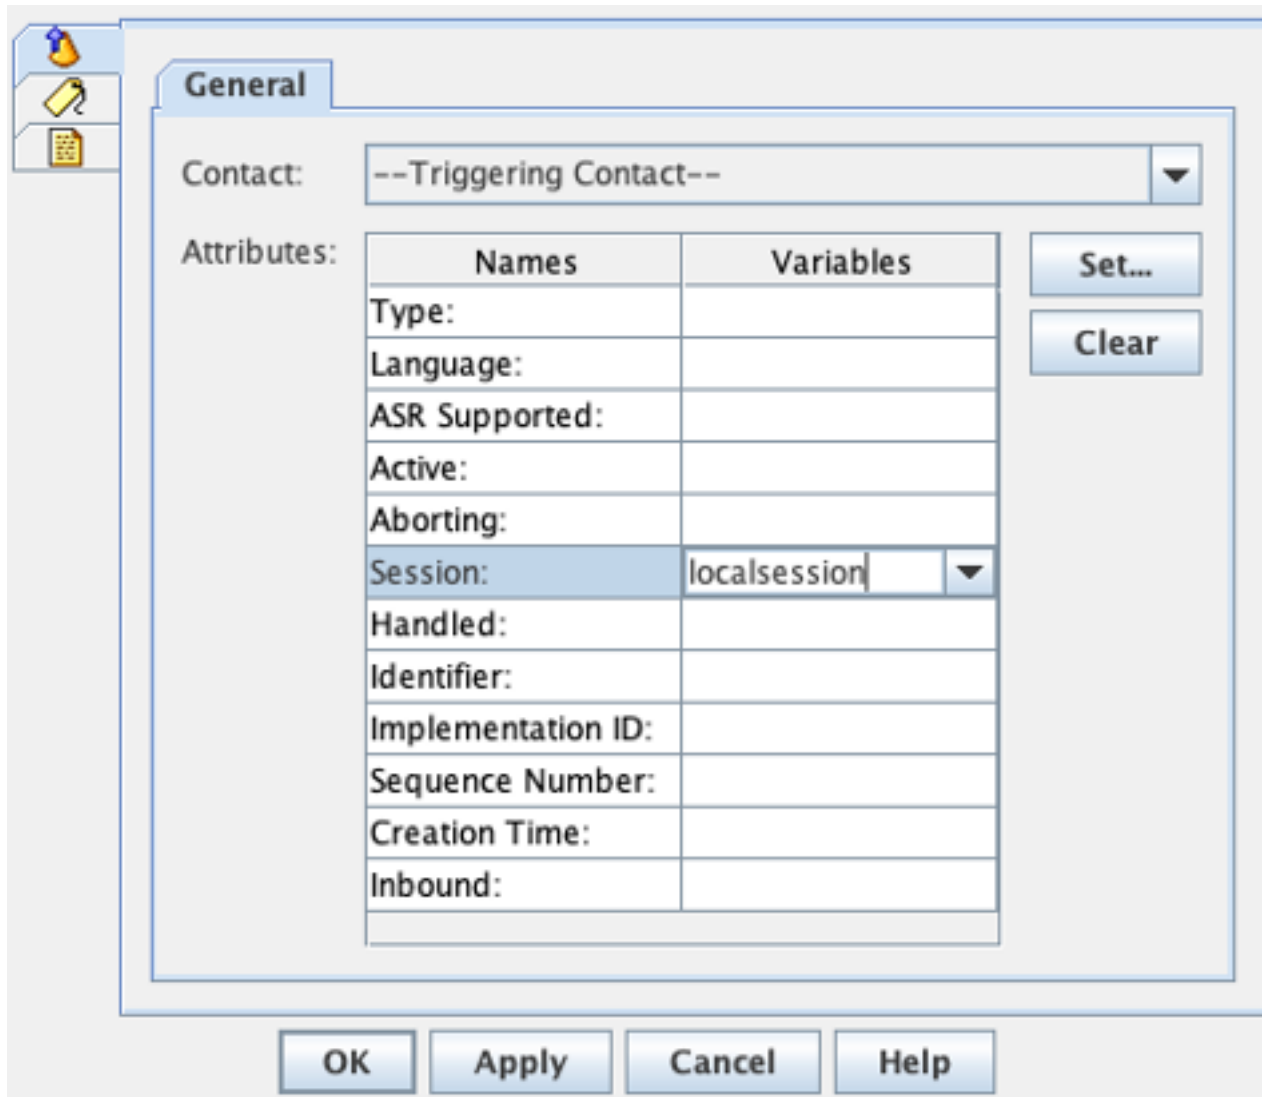 General
Contact: --Triggering Contact--
Attributes: Names Variables Set...
Type: Clear
Language:
ASR Supported:
Active:
Aborting:
Session: localsession
Handled:
Identifier:
Implementation ID:
Sequence Number:
Creation Time:
Inbound:
OK Apply Cancel Help